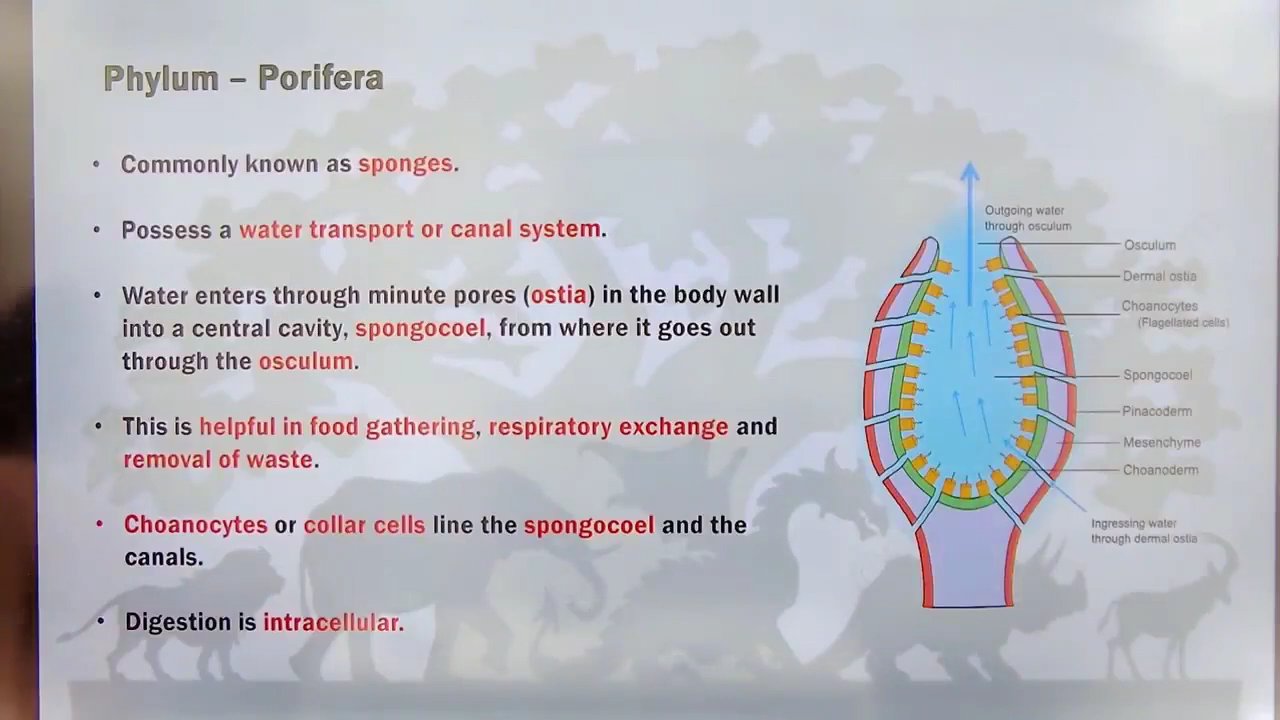 Phylum – Porifera
• Commonly known as sponges.
• Possess a water transport or canal system.
• Water enters through minute pores (ostia) in the body wall
into a central cavity, spongocoel, from where it goes out
through the osculum.
• This is helpful in food gathering, respiratory exchange and
removal of waste.
• Choanocytes or collar cells line the spongocoel and the
canals.
• Digestion is intracellular.
Outgoing water
through osculum
Osculum
Dermal ostia
Choanocytes
(Flagellated cells)
Spongocoel
Pinacoderm
Mesenchyme
Choanoderm
Ingressing water
through dermal ostia